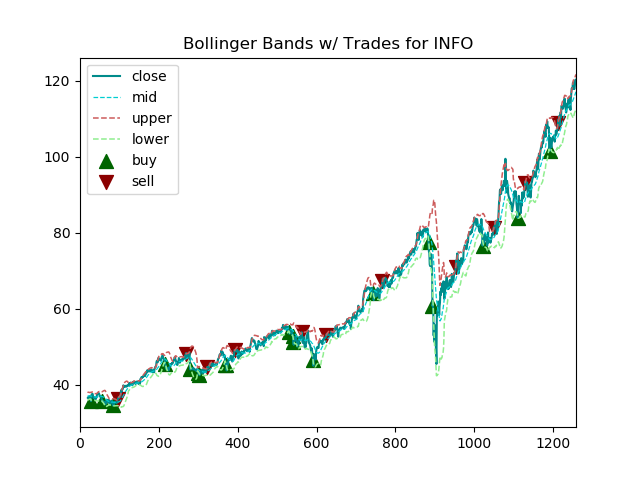 Bollinger Bands w/ Trades for INFO
close
mid
upper
lower
buy
sell
120
100
80
60
40
0 200 400 600 800 1000 1200